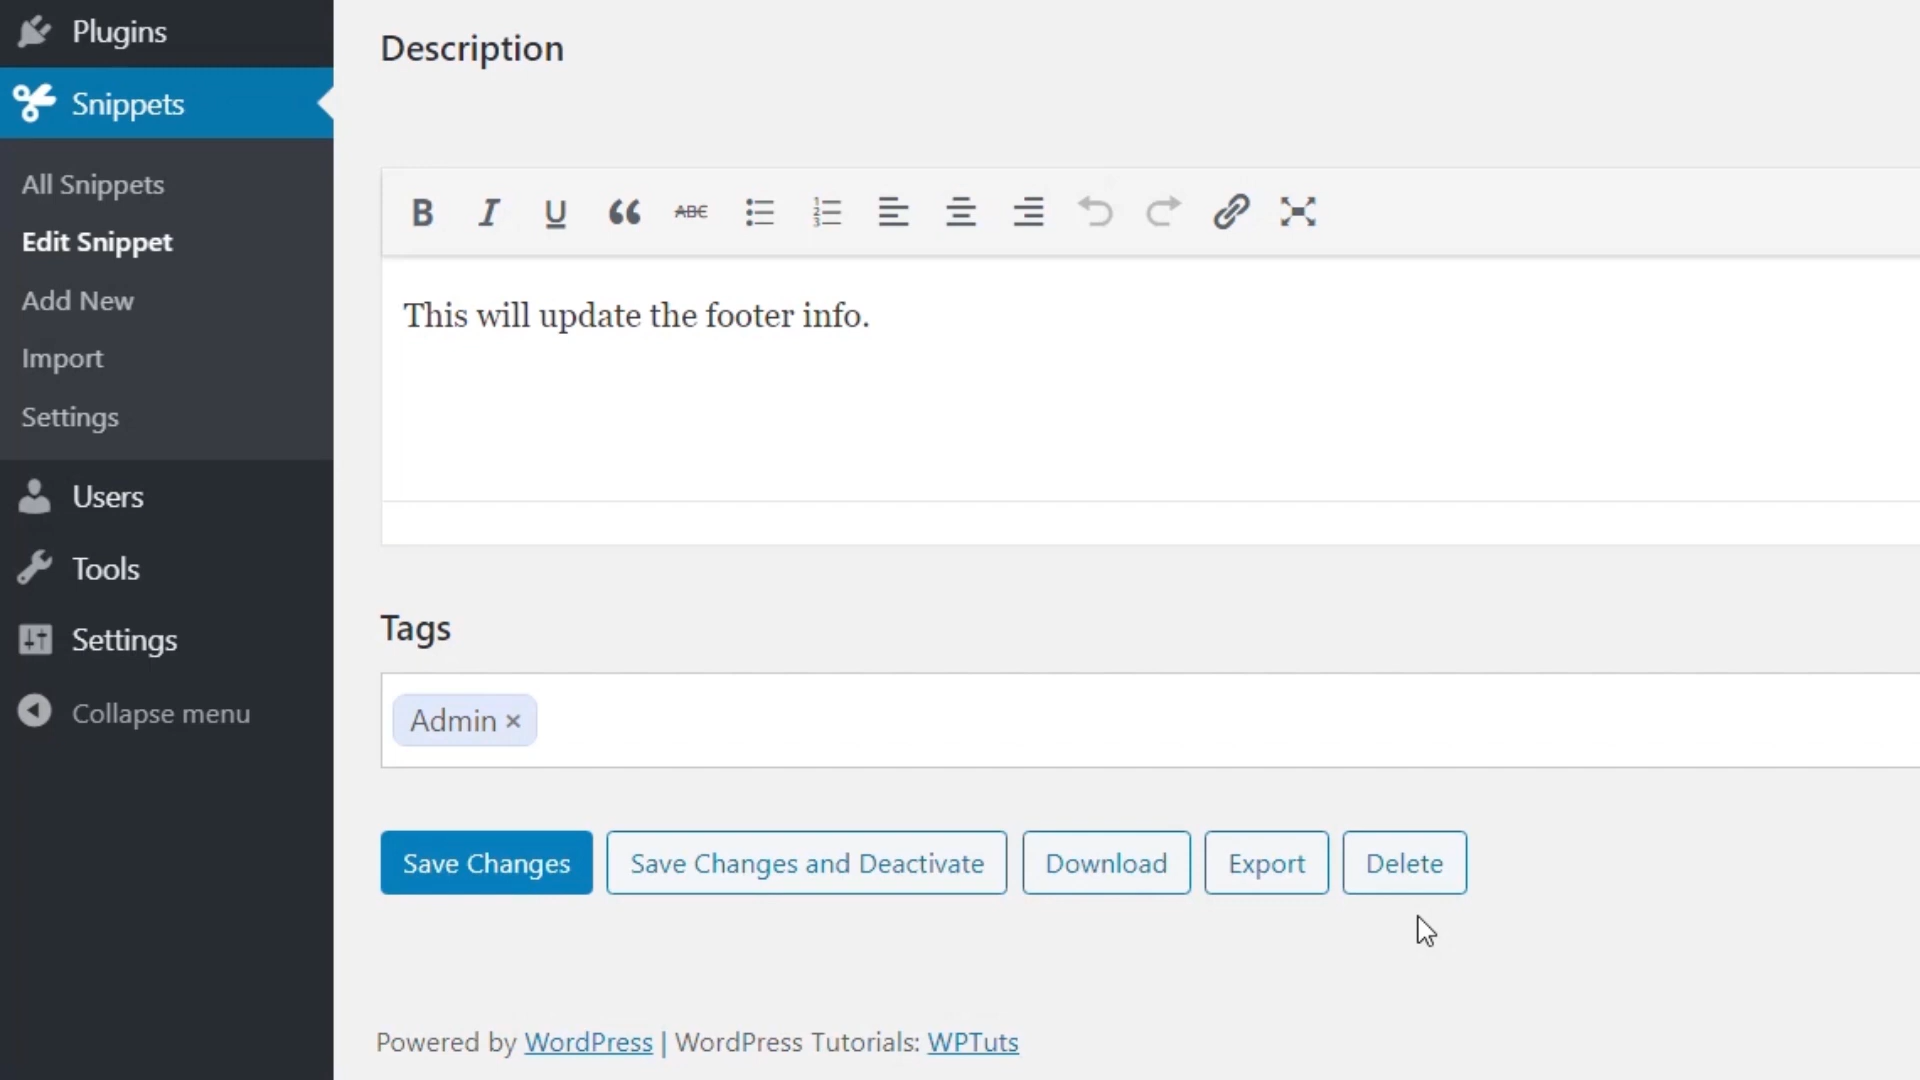 Plugins
Snippets
All Snippets
Edit Snippet
Add New
Import
Settings
Users
Tools
Settings
Collapse menu
Description
B I U ABC
This will update the footer info.
Tags
Admin ×
Save Changes
Save Changes and Deactivate
Download
Export
Delete
Powered by WordPress | WordPress Tutorials: WPTuts